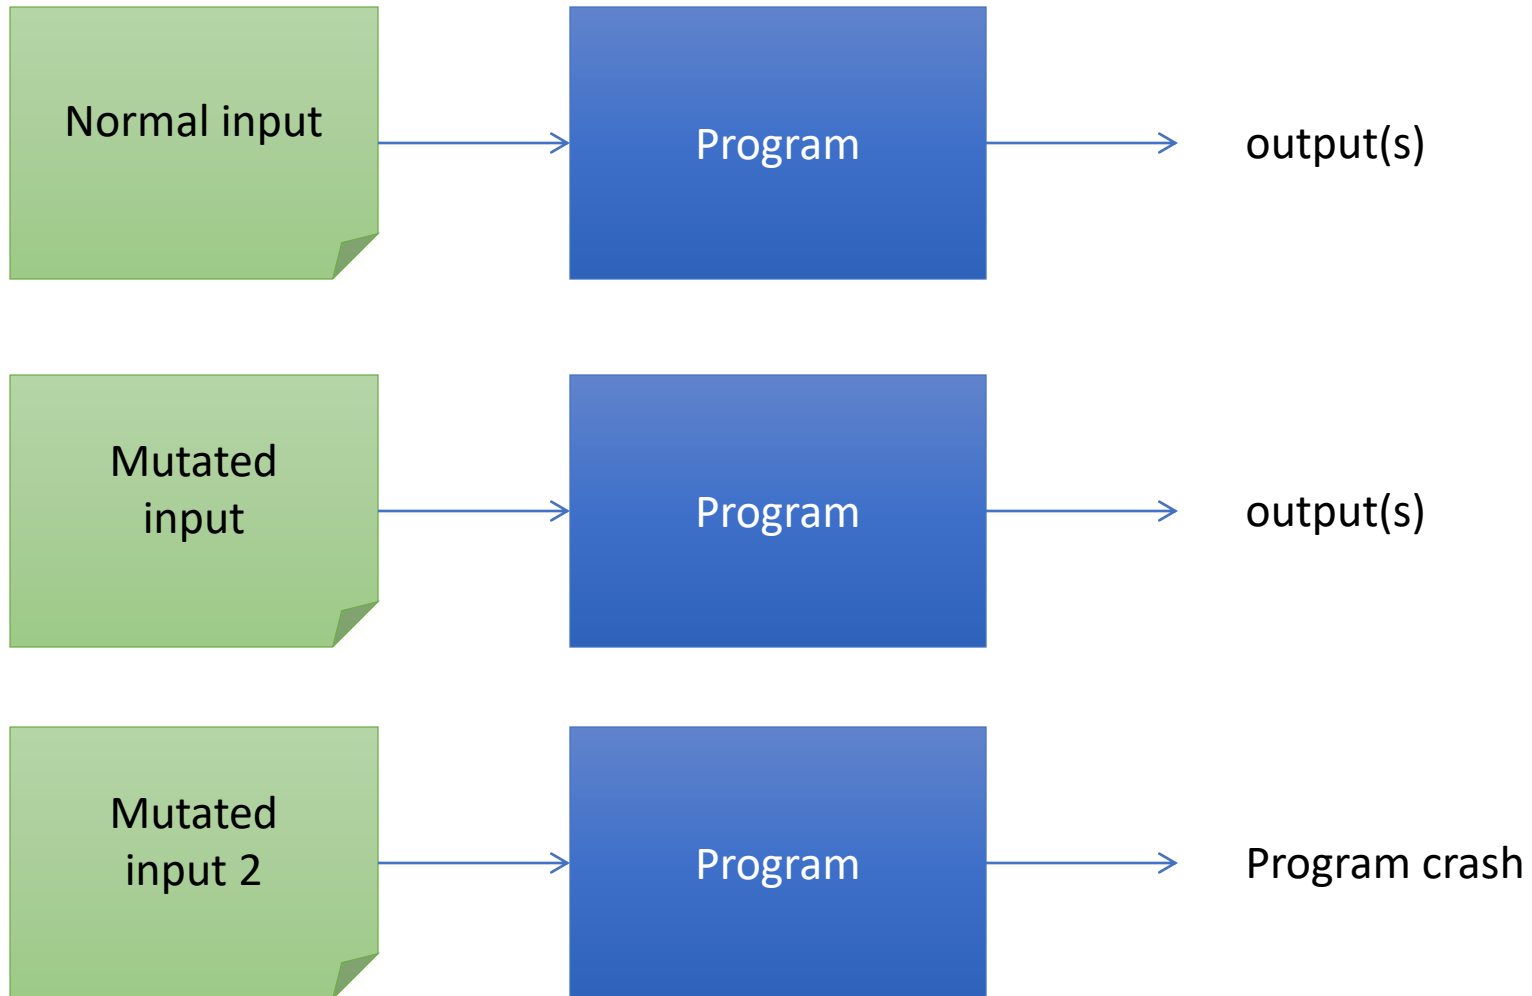 Normal input
Program
output(s)
Mutated
input
Program
output(s)
Mutated
input 2
Program
Program crash